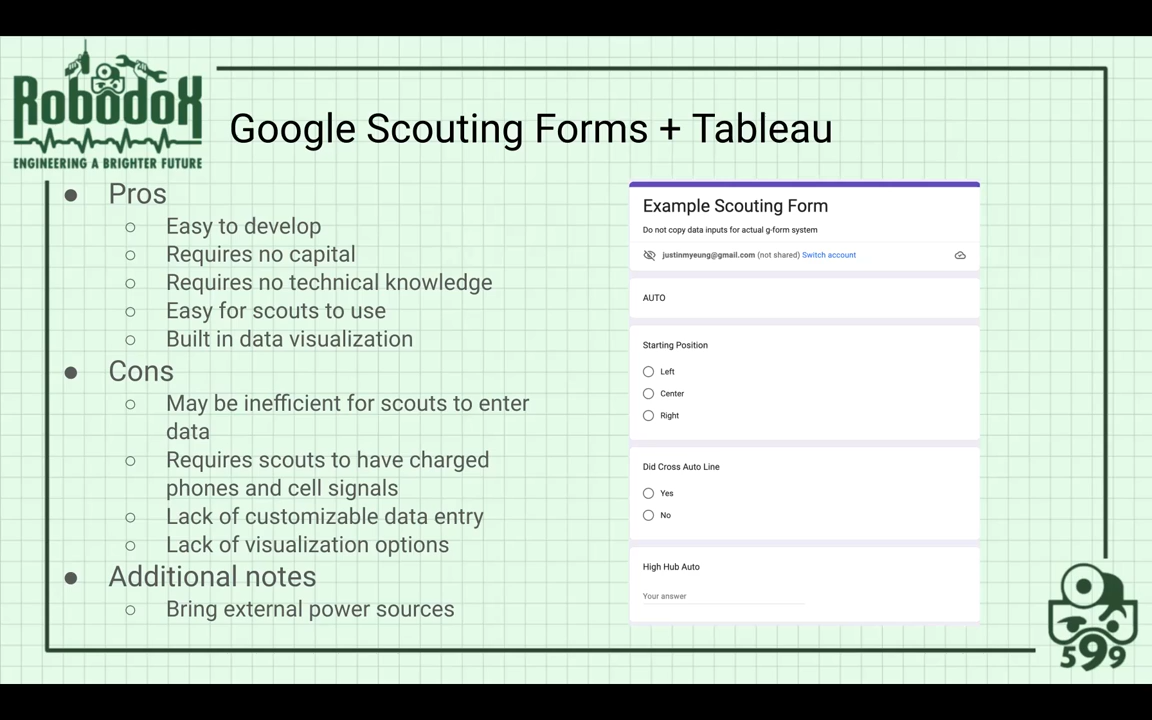 RobodoX
ENGINEERING A BRIGHTER FUTURE
Google Scouting Forms + Tableau
● Pros
○ Easy to develop
○ Requires no capital
○ Requires no technical knowledge
○ Easy for scouts to use
○ Built in data visualization
● Cons
○ May be inefficient for scouts to enter
data
○ Requires scouts to have charged
phones and cell signals
○ Lack of customizable data entry
○ Lack of visualization options
● Additional notes
○ Bring external power sources
Example Scouting Form
Do not copy data inputs for actual g-form system
justinmyeung@gmail.com (not shared) Switch account
AUTO
Starting Position
Left
Center
Right
Did Cross Auto Line
Yes
No
High Hub Auto
Your answer
599